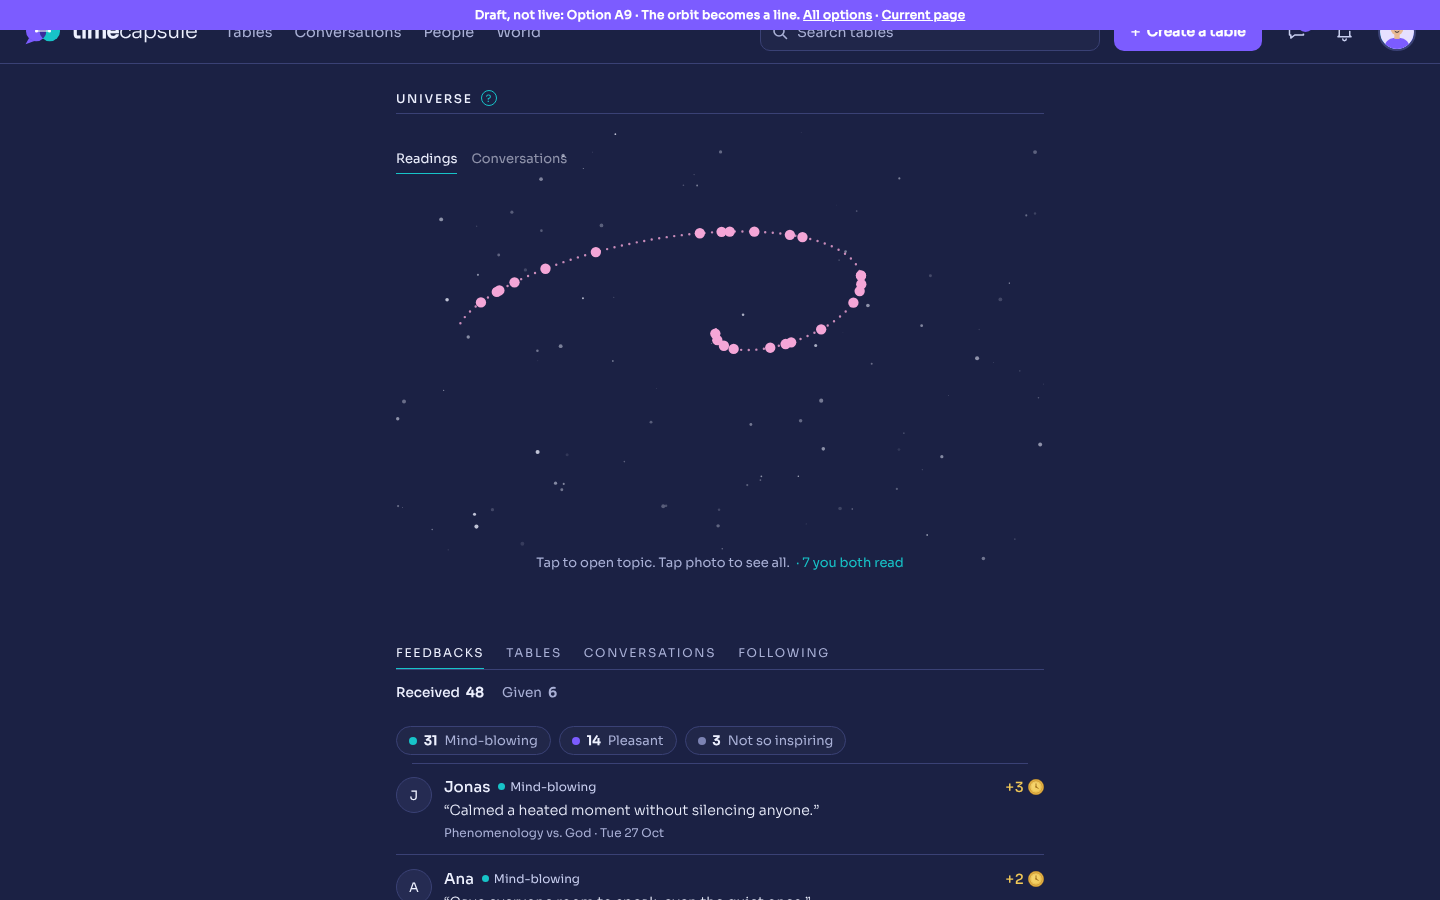 Draft, not live: Option A9 · The orbit becomes a line. All options · Current page
timecapsule Tables Conversations People World Search tables + Create a table
UNIVERSE ?
Readings Conversations
Tap to open topic. Tap photo to see all. · 7 you both read
FEEDBACKS TABLES CONVERSATIONS FOLLOWING
Received 48 Given 6
31 Mind-blowing 14 Pleasant 3 Not so inspiring
J Jonas Mind-blowing +3
“Calmed a heated moment without silencing anyone.”
Phenomenology vs. God · Tue 27 Oct
A Ana Mind-blowing +2